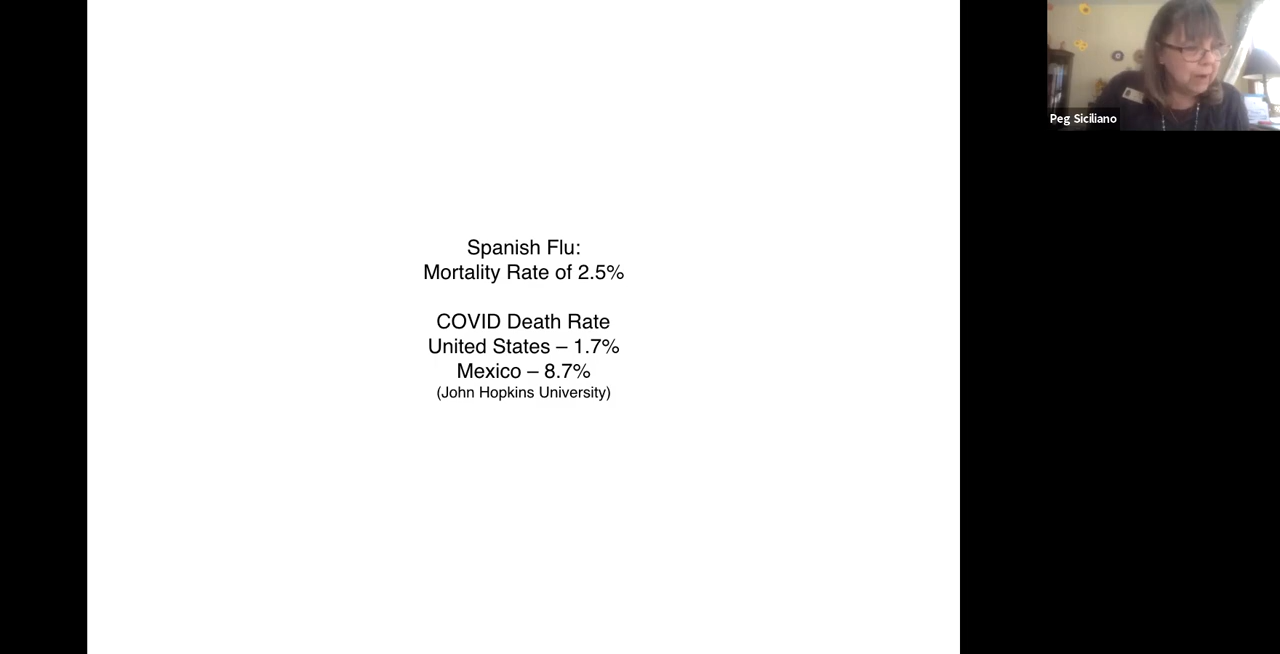 Spanish Flu:
Mortality Rate of 2.5%
COVID Death Rate
United States – 1.7%
Mexico – 8.7%
(John Hopkins University)
Peg Siciliano